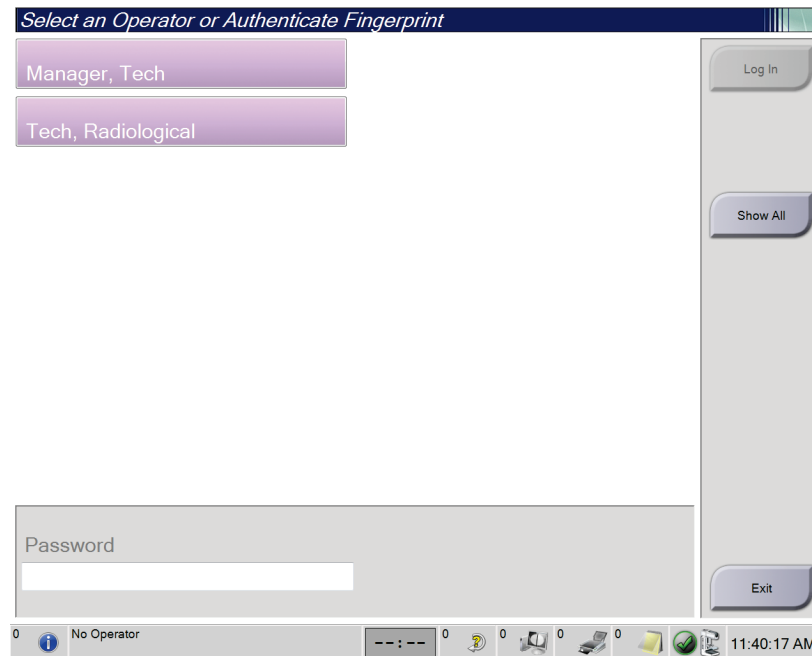 Select an Operator or Authenticate Fingerprint
Manager, Tech
Log In
Tech, Radiological
Show All
Password
Exit
0
No Operator
--:--
0
0
0
0
11:40:17 AM